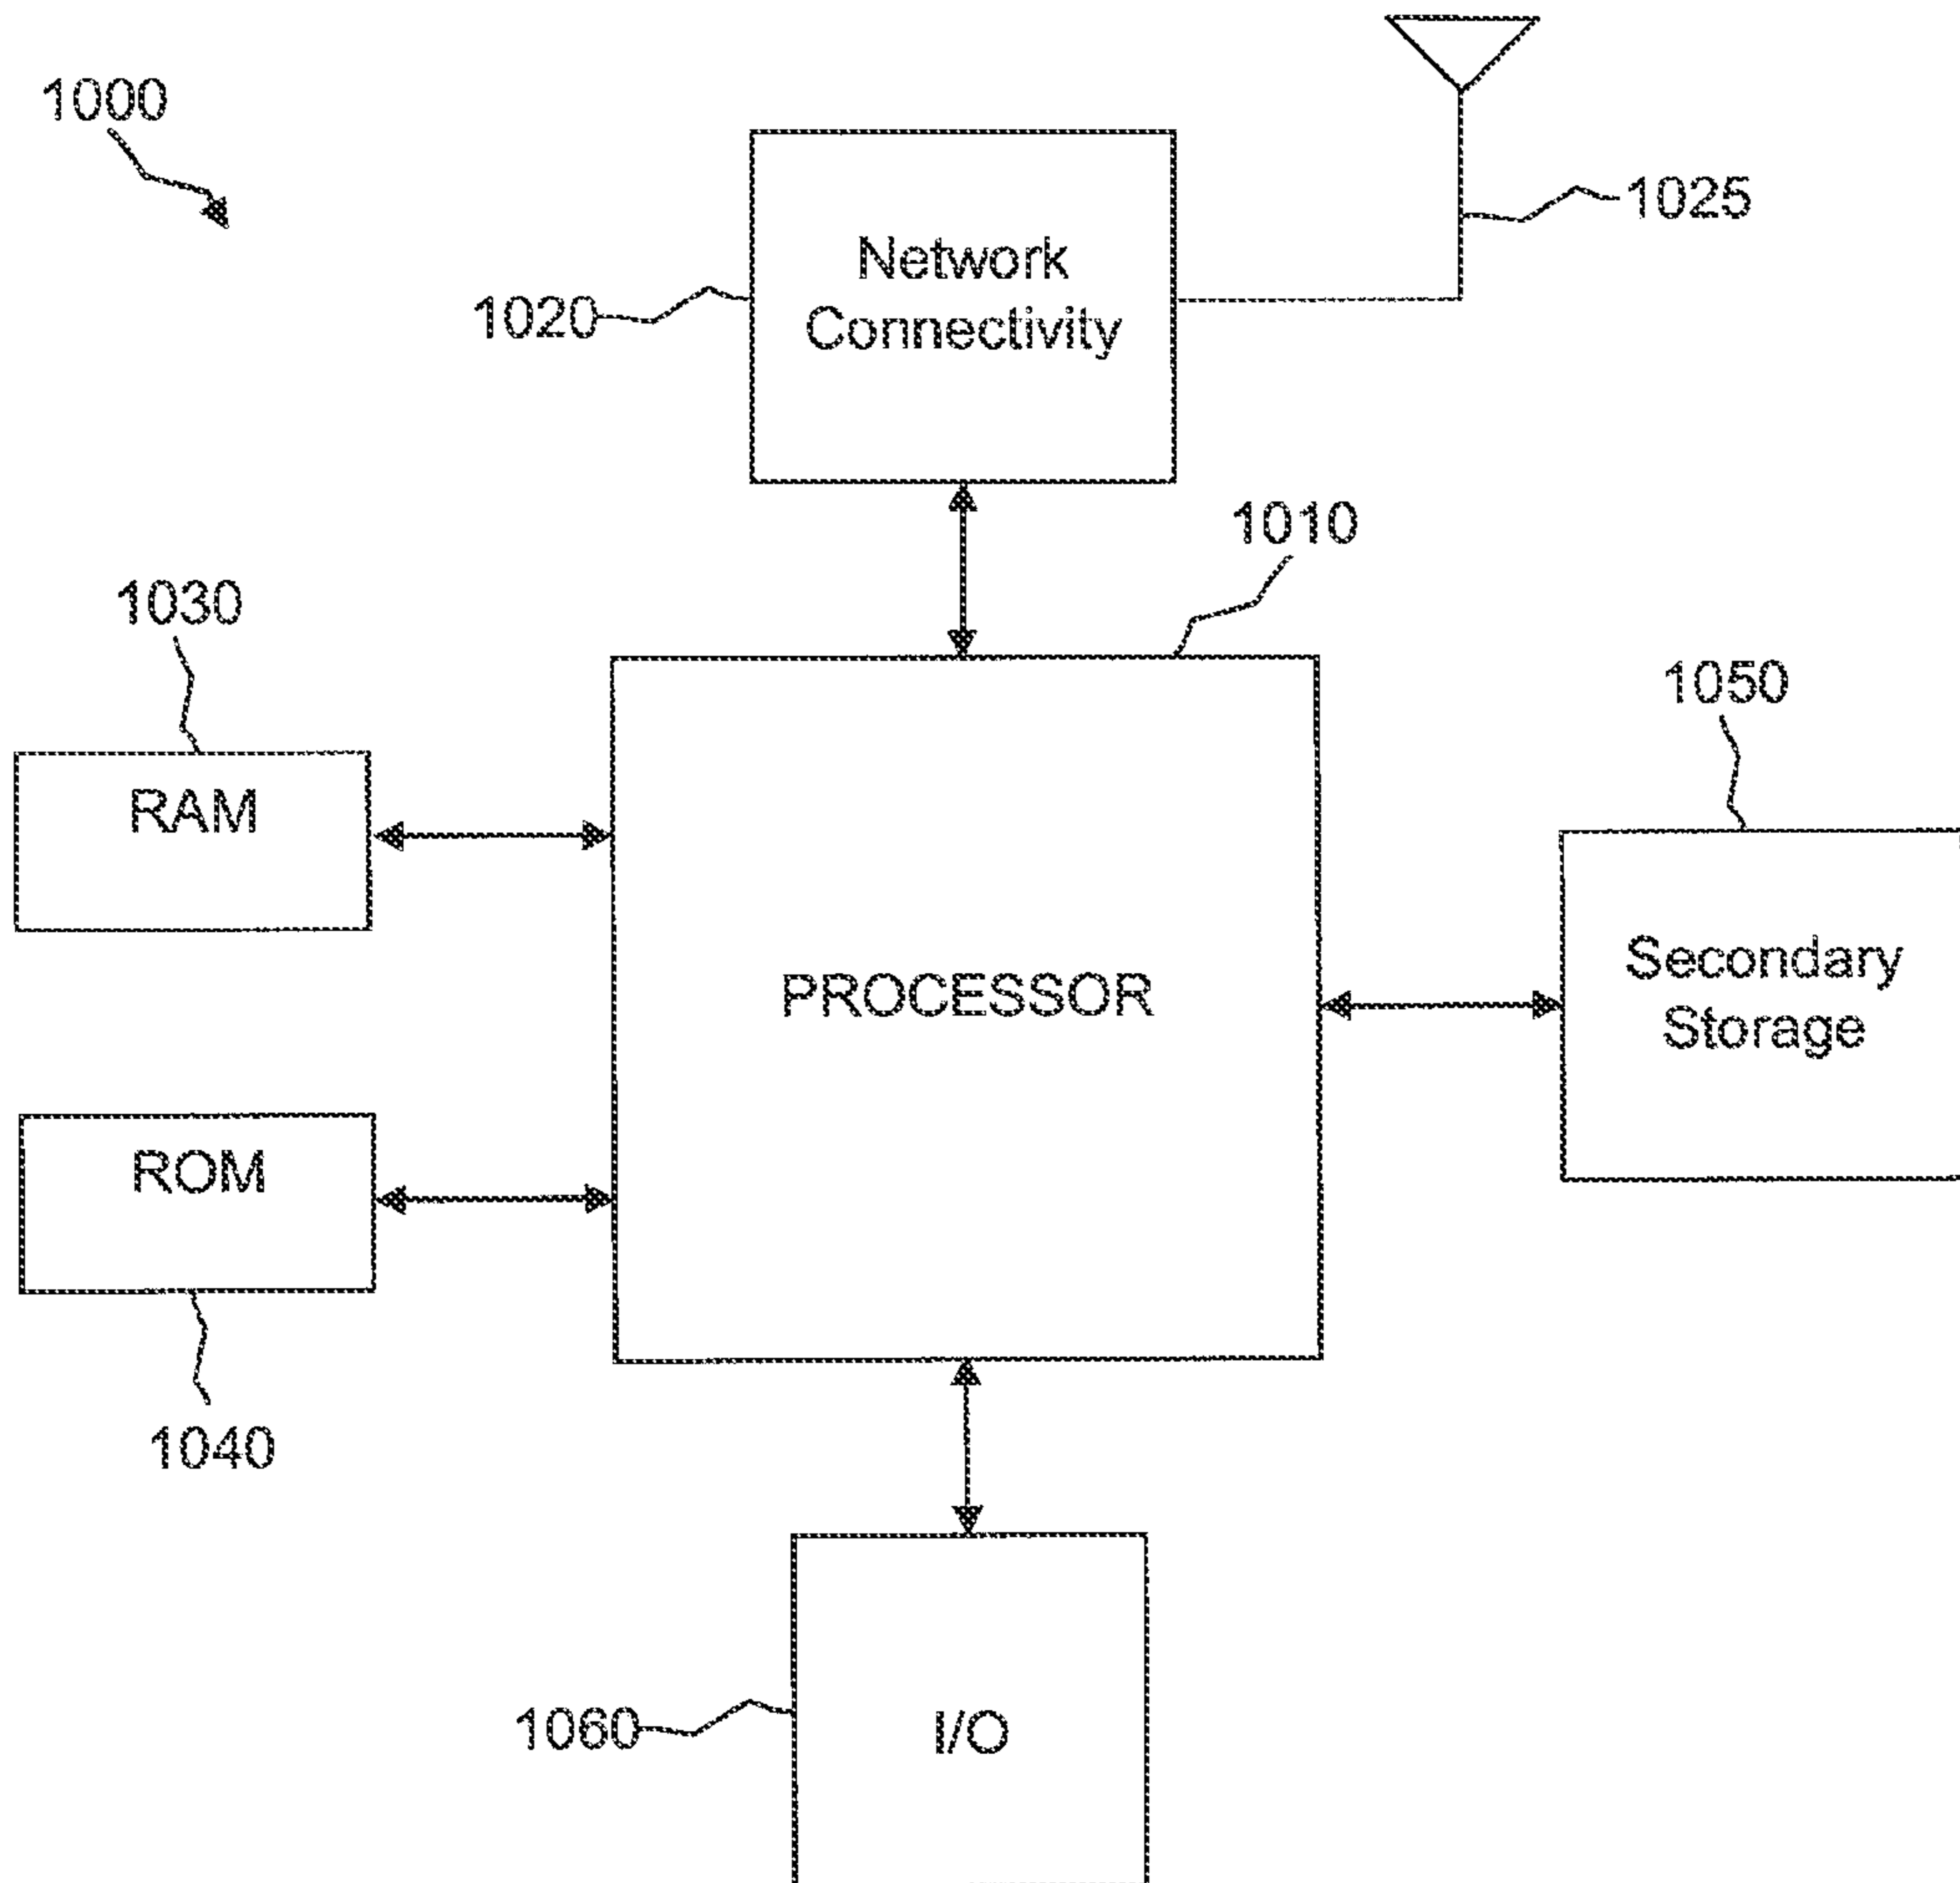 1000
1025
Network
Connectivity
1020
1010
1030
1050
RAM
Secondary
Storage
PROCESSOR
ROM
1040
1060
I/O